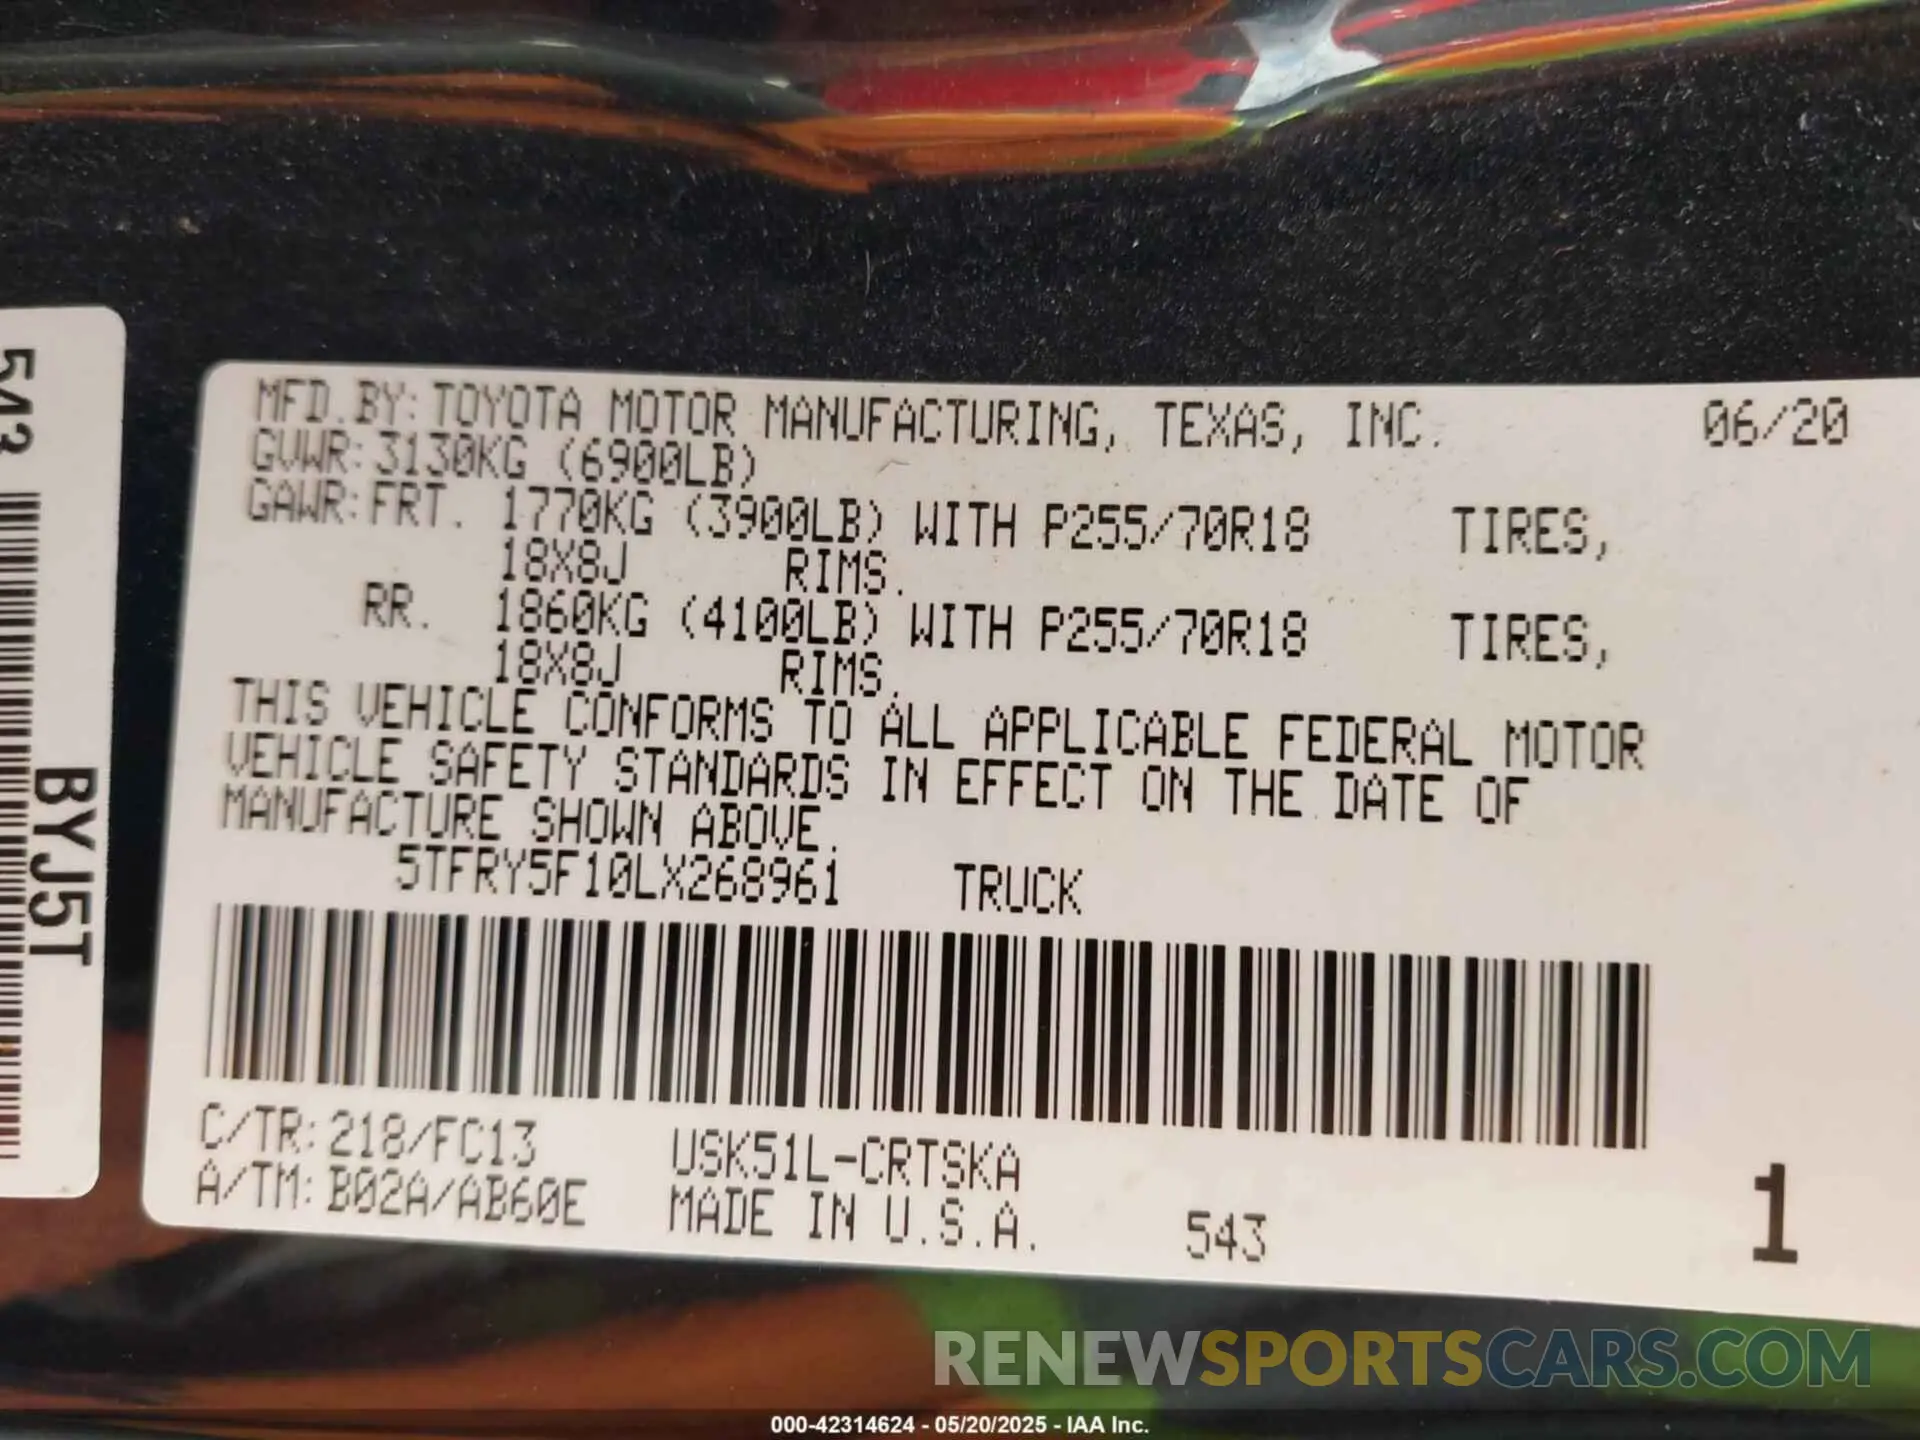 MFD.BY: TOYOTA MOTOR MANUFACTURING, TEXAS, INC. 06/20
GVWR: 3130KG (6900LB)
GAWR: FRT. 1770KG (3900LB) WITH P255/70R18 TIRES,
18X8J RIMS.
RR. 1860KG (4100LB) WITH P255/70R18 TIRES,
18X8J RIMS.
THIS VEHICLE CONFORMS TO ALL APPLICABLE FEDERAL MOTOR
VEHICLE SAFETY STANDARDS IN EFFECT ON THE DATE OF
MANUFACTURE SHOWN ABOVE.
5TFRY5F10LX268961 TRUCK
C/TR: 218/FC13 USK51L-CRTSKA
A/TM: B02A/AB60E MADE IN U.S.A. 543
1
543
BYJ5T
RENEWSPORTSCARS.COM
000-42314624 - 05/20/2025 - IAA Inc.